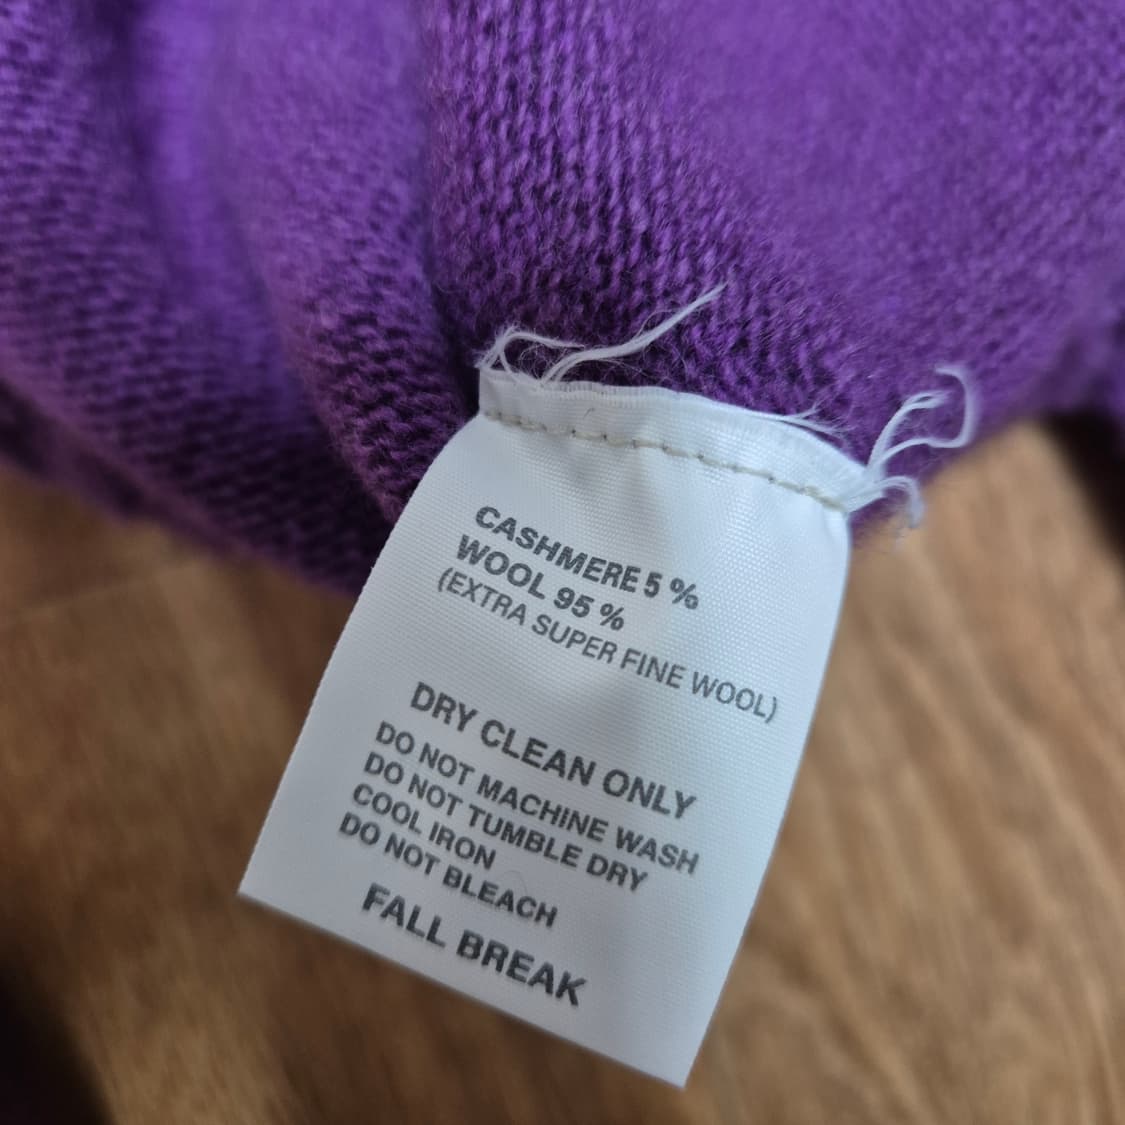 CASHMERE 5 %
WOOL 95 %
(EXTRA SUPER FINE WOOL)
DRY CLEAN ONLY
DO NOT MACHINE WASH
DO NOT TUMBLE DRY
COOL IRON
DO NOT BLEACH
FALL BREAK